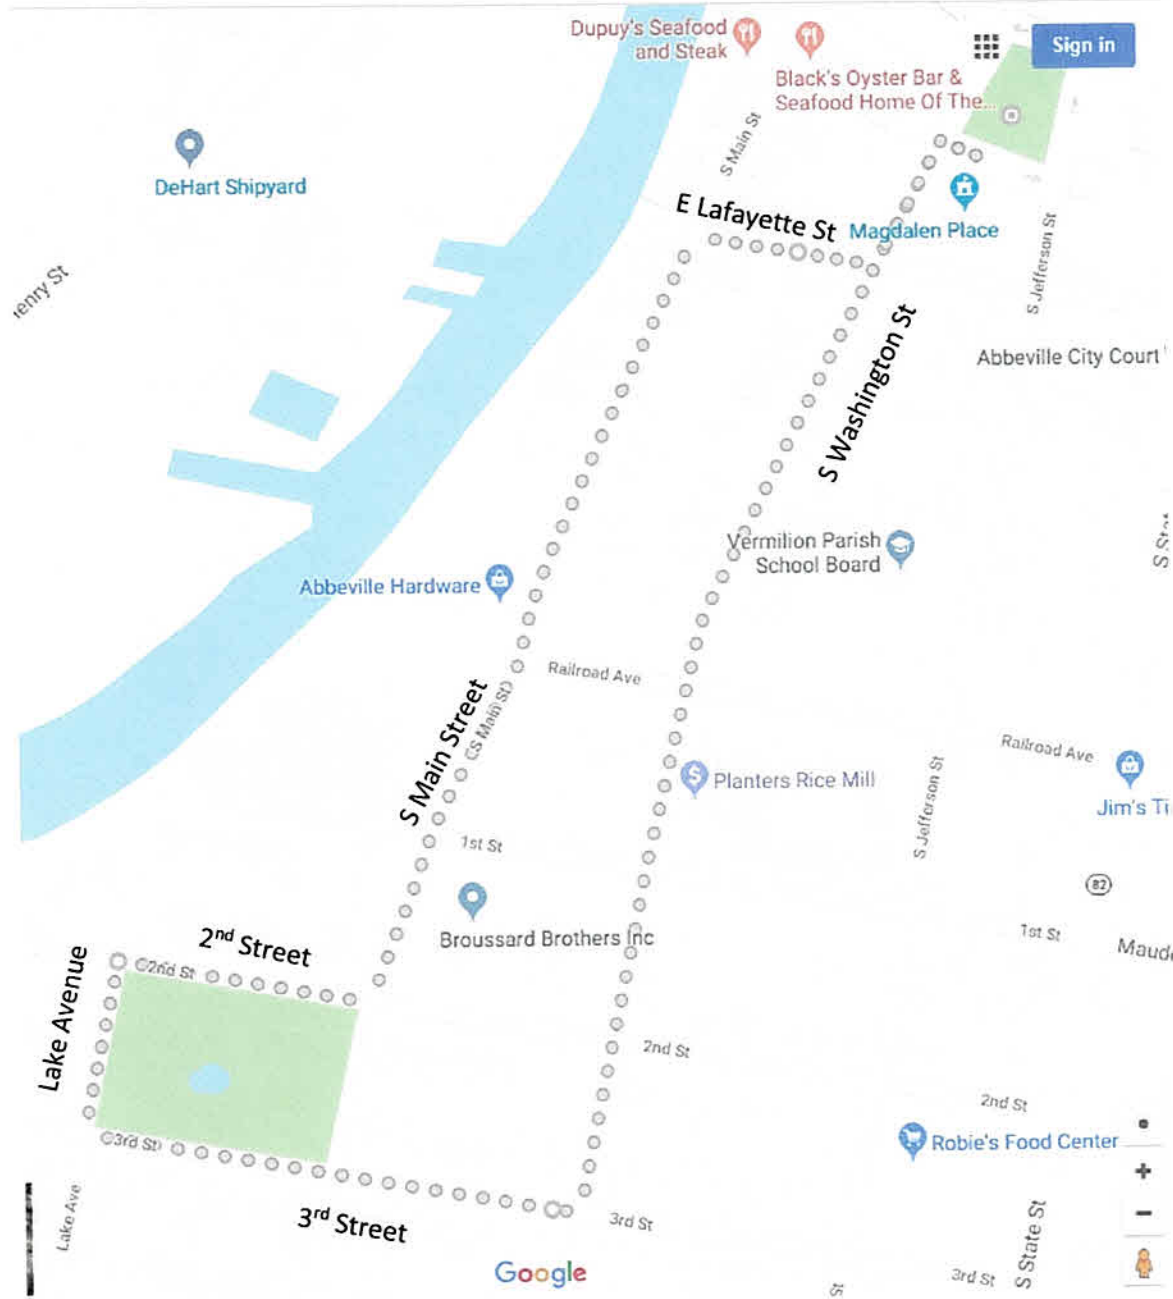 Dupuy's Seafood
and Steak
Sign in
Black's Oyster Bar &
Seafood Home Of The...
S Main St
DeHart Shipyard
E Lafayette St
Magdalen Place
S Jefferson St
enry St
S Washington St
Abbeville City Court
Vermilion Parish
School Board
Abbeville Hardware
Railroad Ave
S Main Street
S Main St
Railroad Ave
Planters Rice Mill
S Jefferson St
Jim's Ti
1st St
82
Broussard Brothers Inc
1st St
Maud
2nd Street
2nd St
Lake Avenue
2nd St
2nd St
Robie's Food Center
3rd St
3rd Street
3rd St
Lake Ave
S State St
3rd St
Google